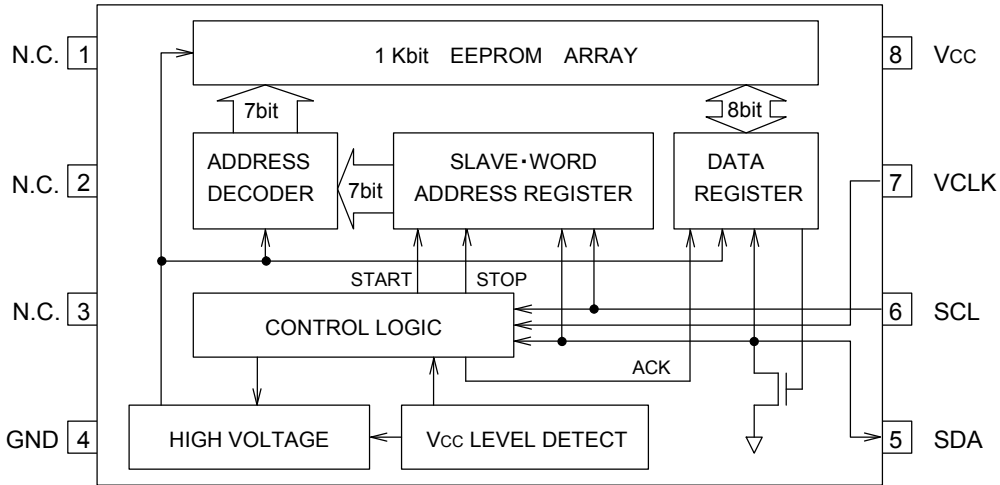 N.C. 1
1 Kbit EEPROM ARRAY
8 VCC
7bit
8bit
N.C. 2
ADDRESS
DECODER
7bit
SLAVE・WORD
ADDRESS REGISTER
DATA
REGISTER
7 VCLK
START
STOP
N.C. 3
CONTROL LOGIC
6 SCL
ACK
GND 4
HIGH VOLTAGE
VCC LEVEL DETECT
5 SDA